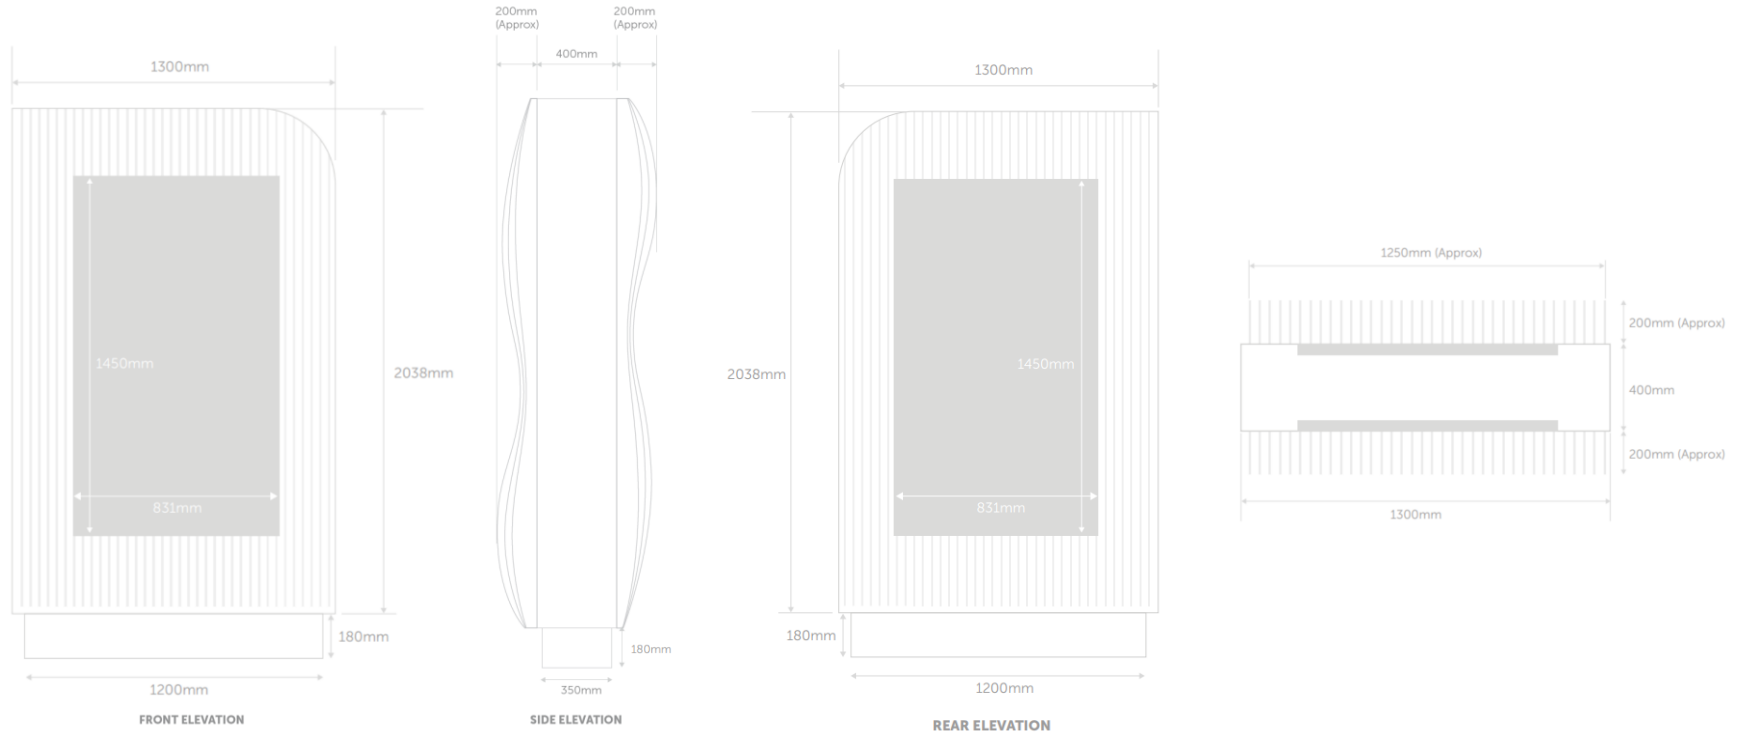 1300mm
1450mm
831mm
2038mm
180mm
1200mm
FRONT ELEVATION
200mm
(Approx)
200mm
(Approx)
400mm
180mm
350mm
SIDE ELEVATION
1300mm
2038mm
1450mm
831mm
180mm
1200mm
REAR ELEVATION
1250mm (Approx)
200mm (Approx)
400mm
200mm (Approx)
1300mm